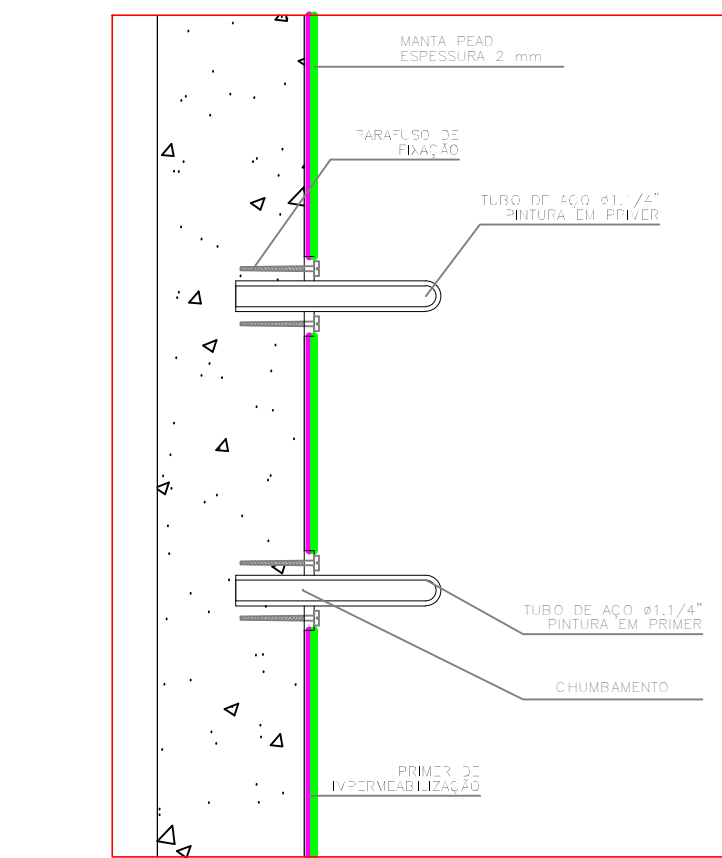 MANTA PEAD
ESPESSURA 2 mm
PARAFUSO DE
FIXAÇÃO
TUBO DE AÇO ø1.1/4"
PINTURA EM PRIMER
TUBO DE AÇO ø1.1/4"
PINTURA EM PRIMER
CHUMBAMENTO
PRIMER DE
IMPERMEABILIZAÇÃO